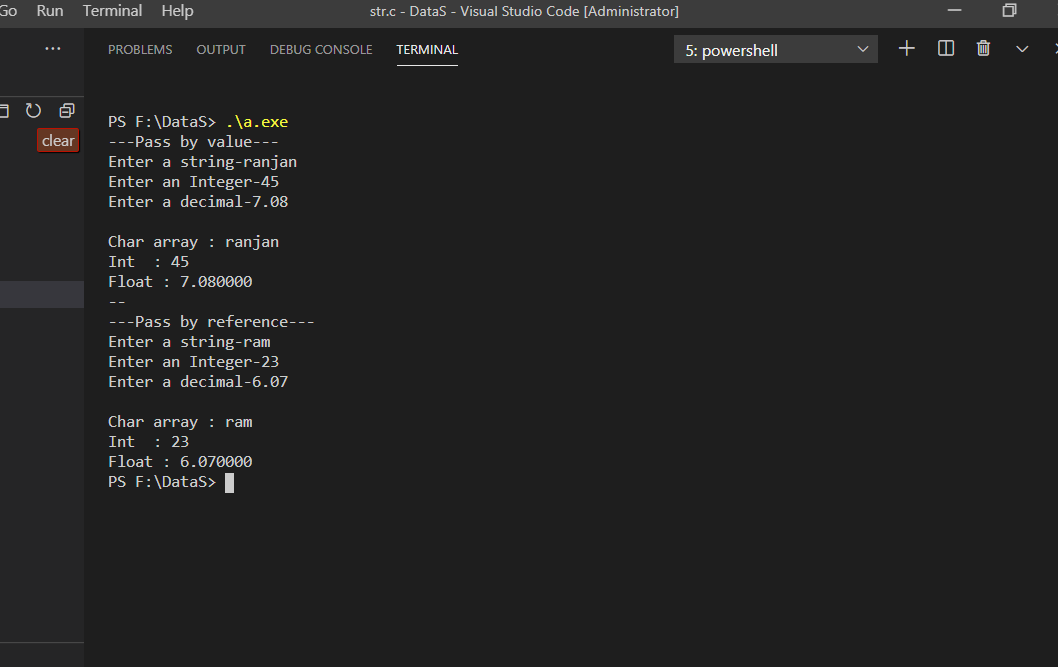 Go Run Terminal Help str.c - DataS - Visual Studio Code [Administrator]
PROBLEMS OUTPUT DEBUG CONSOLE TERMINAL 5: powershell
clear
PS F:\DataS> .\a.exe
---Pass by value---
Enter a string-ranjan
Enter an Integer-45
Enter a decimal-7.08
Char array : ranjan
Int  : 45
Float : 7.080000
--
---Pass by reference---
Enter a string-ram
Enter an Integer-23
Enter a decimal-6.07
Char array : ram
Int  : 23
Float : 6.070000
PS F:\DataS>